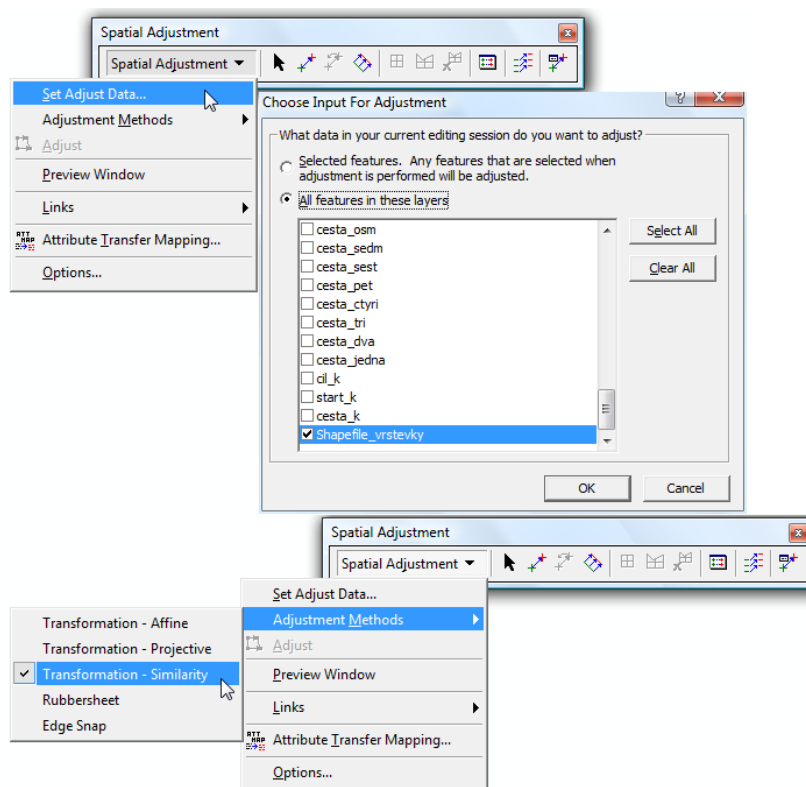 Spatial Adjustment
Spatial Adjustment
Set Adjust Data...
Adjustment Methods
Adjust
Preview Window
Links
Attribute Transfer Mapping...
Options...
Choose Input For Adjustment
What data in your current editing session do you want to adjust?
Selected features. Any features that are selected when
adjustment is performed will be adjusted.
All features in these layers
cesta_osm
cesta_sedm
cesta_sest
cesta_pet
cesta_ctyri
cesta_tri
cesta_dva
cesta_jedna
cil_k
start_k
cesta_k
Shapefile_vrstevky
Select All
Clear All
OK
Cancel
Spatial Adjustment
Spatial Adjustment
Set Adjust Data...
Adjustment Methods
Adjust
Preview Window
Links
Attribute Transfer Mapping...
Options...
Transformation - Affine
Transformation - Projective
Transformation - Similarity
Rubbersheet
Edge Snap